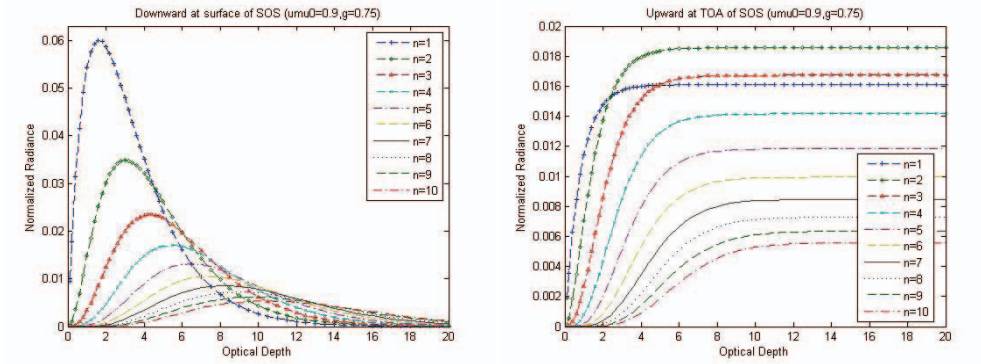 Downward at surface of SOS (umu0=0.9,g=0.75)
Normalized Radiance
0.06
0.05
0.04
0.03
0.02
0.01
0
n=1
n=2
n=3
n=4
n=5
n=6
n=7
n=8
n=9
n=10
0 2 4 6 8 10 12 14 16 18 20
Optical Depth
Upward at TOA of SOS (umu0=0.9,g=0.75)
Normalized Radiance
0.02
0.018
0.016
0.014
0.012
0.01
0.008
0.006
0.004
0.002
0
n=1
n=2
n=3
n=4
n=5
n=6
n=7
n=8
n=9
n=10
0 2 4 6 8 10 12 14 16 18 20
Optical Depth